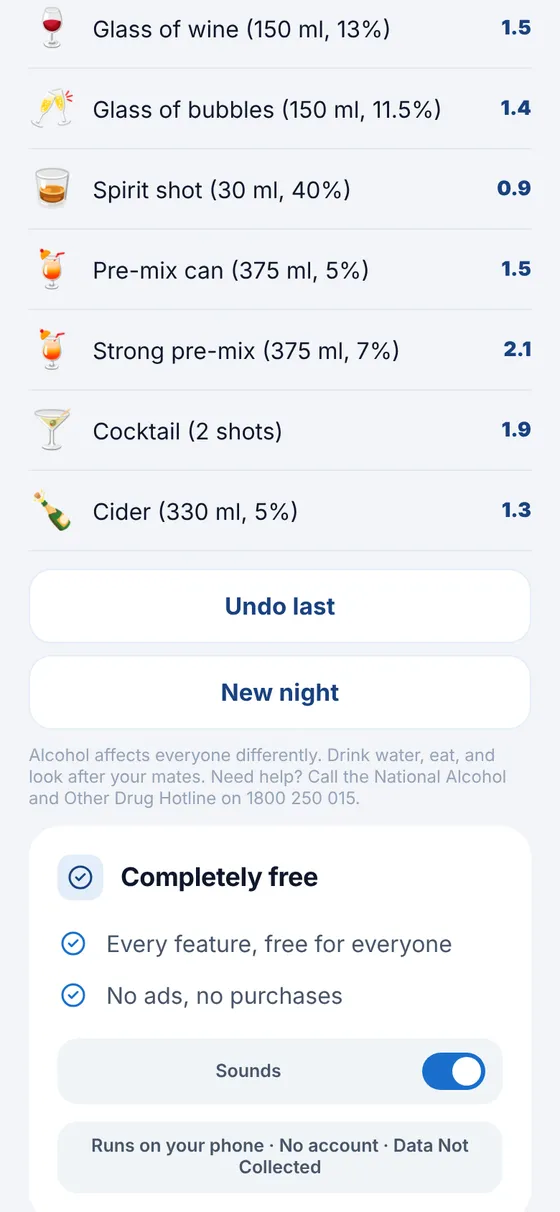 Glass of wine (150 ml, 13%) 1.5
Glass of bubbles (150 ml, 11.5%) 1.4
Spirit shot (30 ml, 40%) 0.9
Pre-mix can (375 ml, 5%) 1.5
Strong pre-mix (375 ml, 7%) 2.1
Cocktail (2 shots) 1.9
Cider (330 ml, 5%) 1.3
Undo last
New night
Alcohol affects everyone differently. Drink water, eat, and
look after your mates. Need help? Call the National Alcohol
and Other Drug Hotline on 1800 250 015.
Completely free
Every feature, free for everyone
No ads, no purchases
Sounds
Runs on your phone · No account · Data Not
Collected